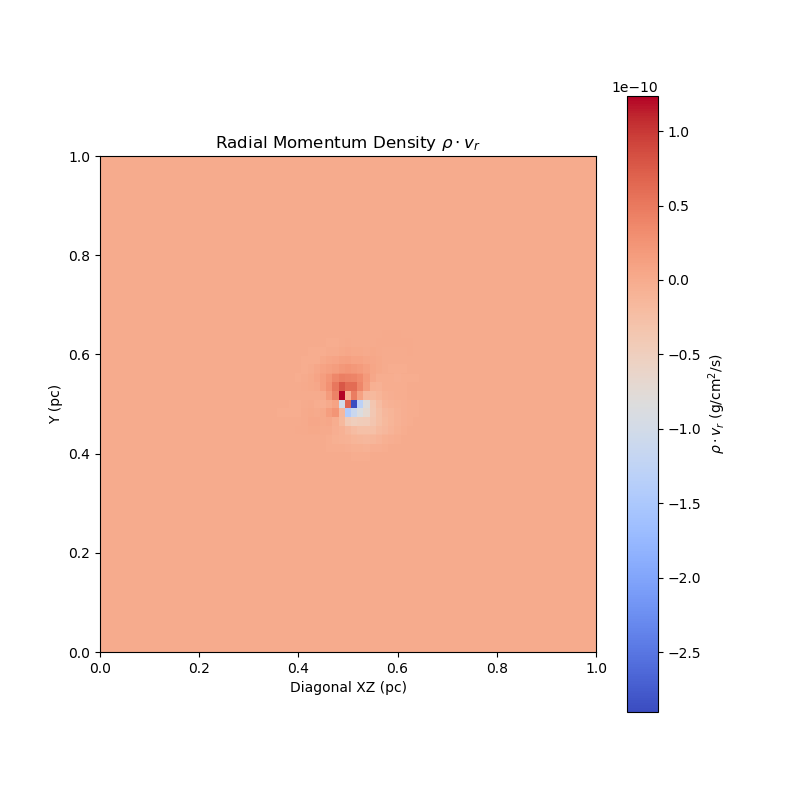 1e−10
Radial Momentum Density ρ · v_r
1.0
0.8
0.6
0.4
0.2
0.0
Y (pc)
0.0 0.2 0.4 0.6 0.8 1.0
Diagonal XZ (pc)
1.0
0.5
0.0
−0.5
−1.0
−1.5
−2.0
−2.5
ρ · v_r (g/cm²/s)